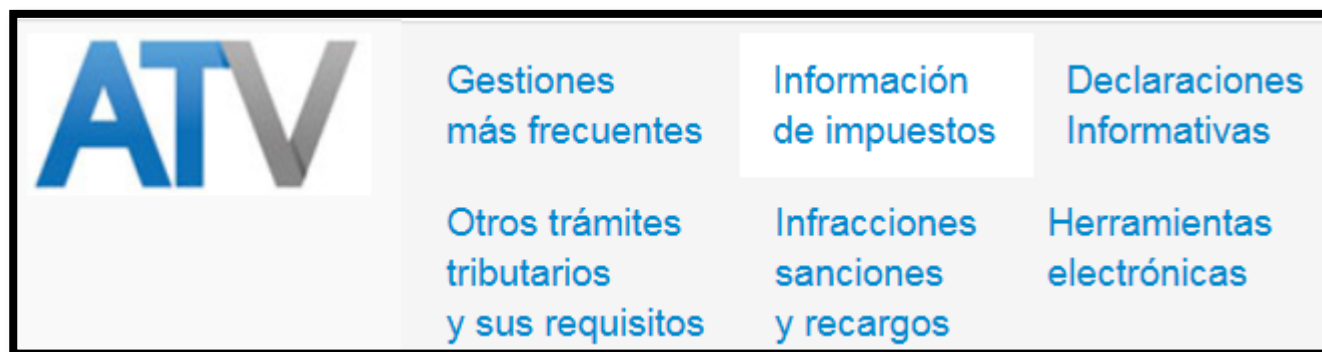 ATV
Gestiones
más frecuentes
Información
de impuestos
Declaraciones
Informativas
Otros trámites
tributarios
y sus requisitos
Infracciones
sanciones
y recargos
Herramientas
electrónicas